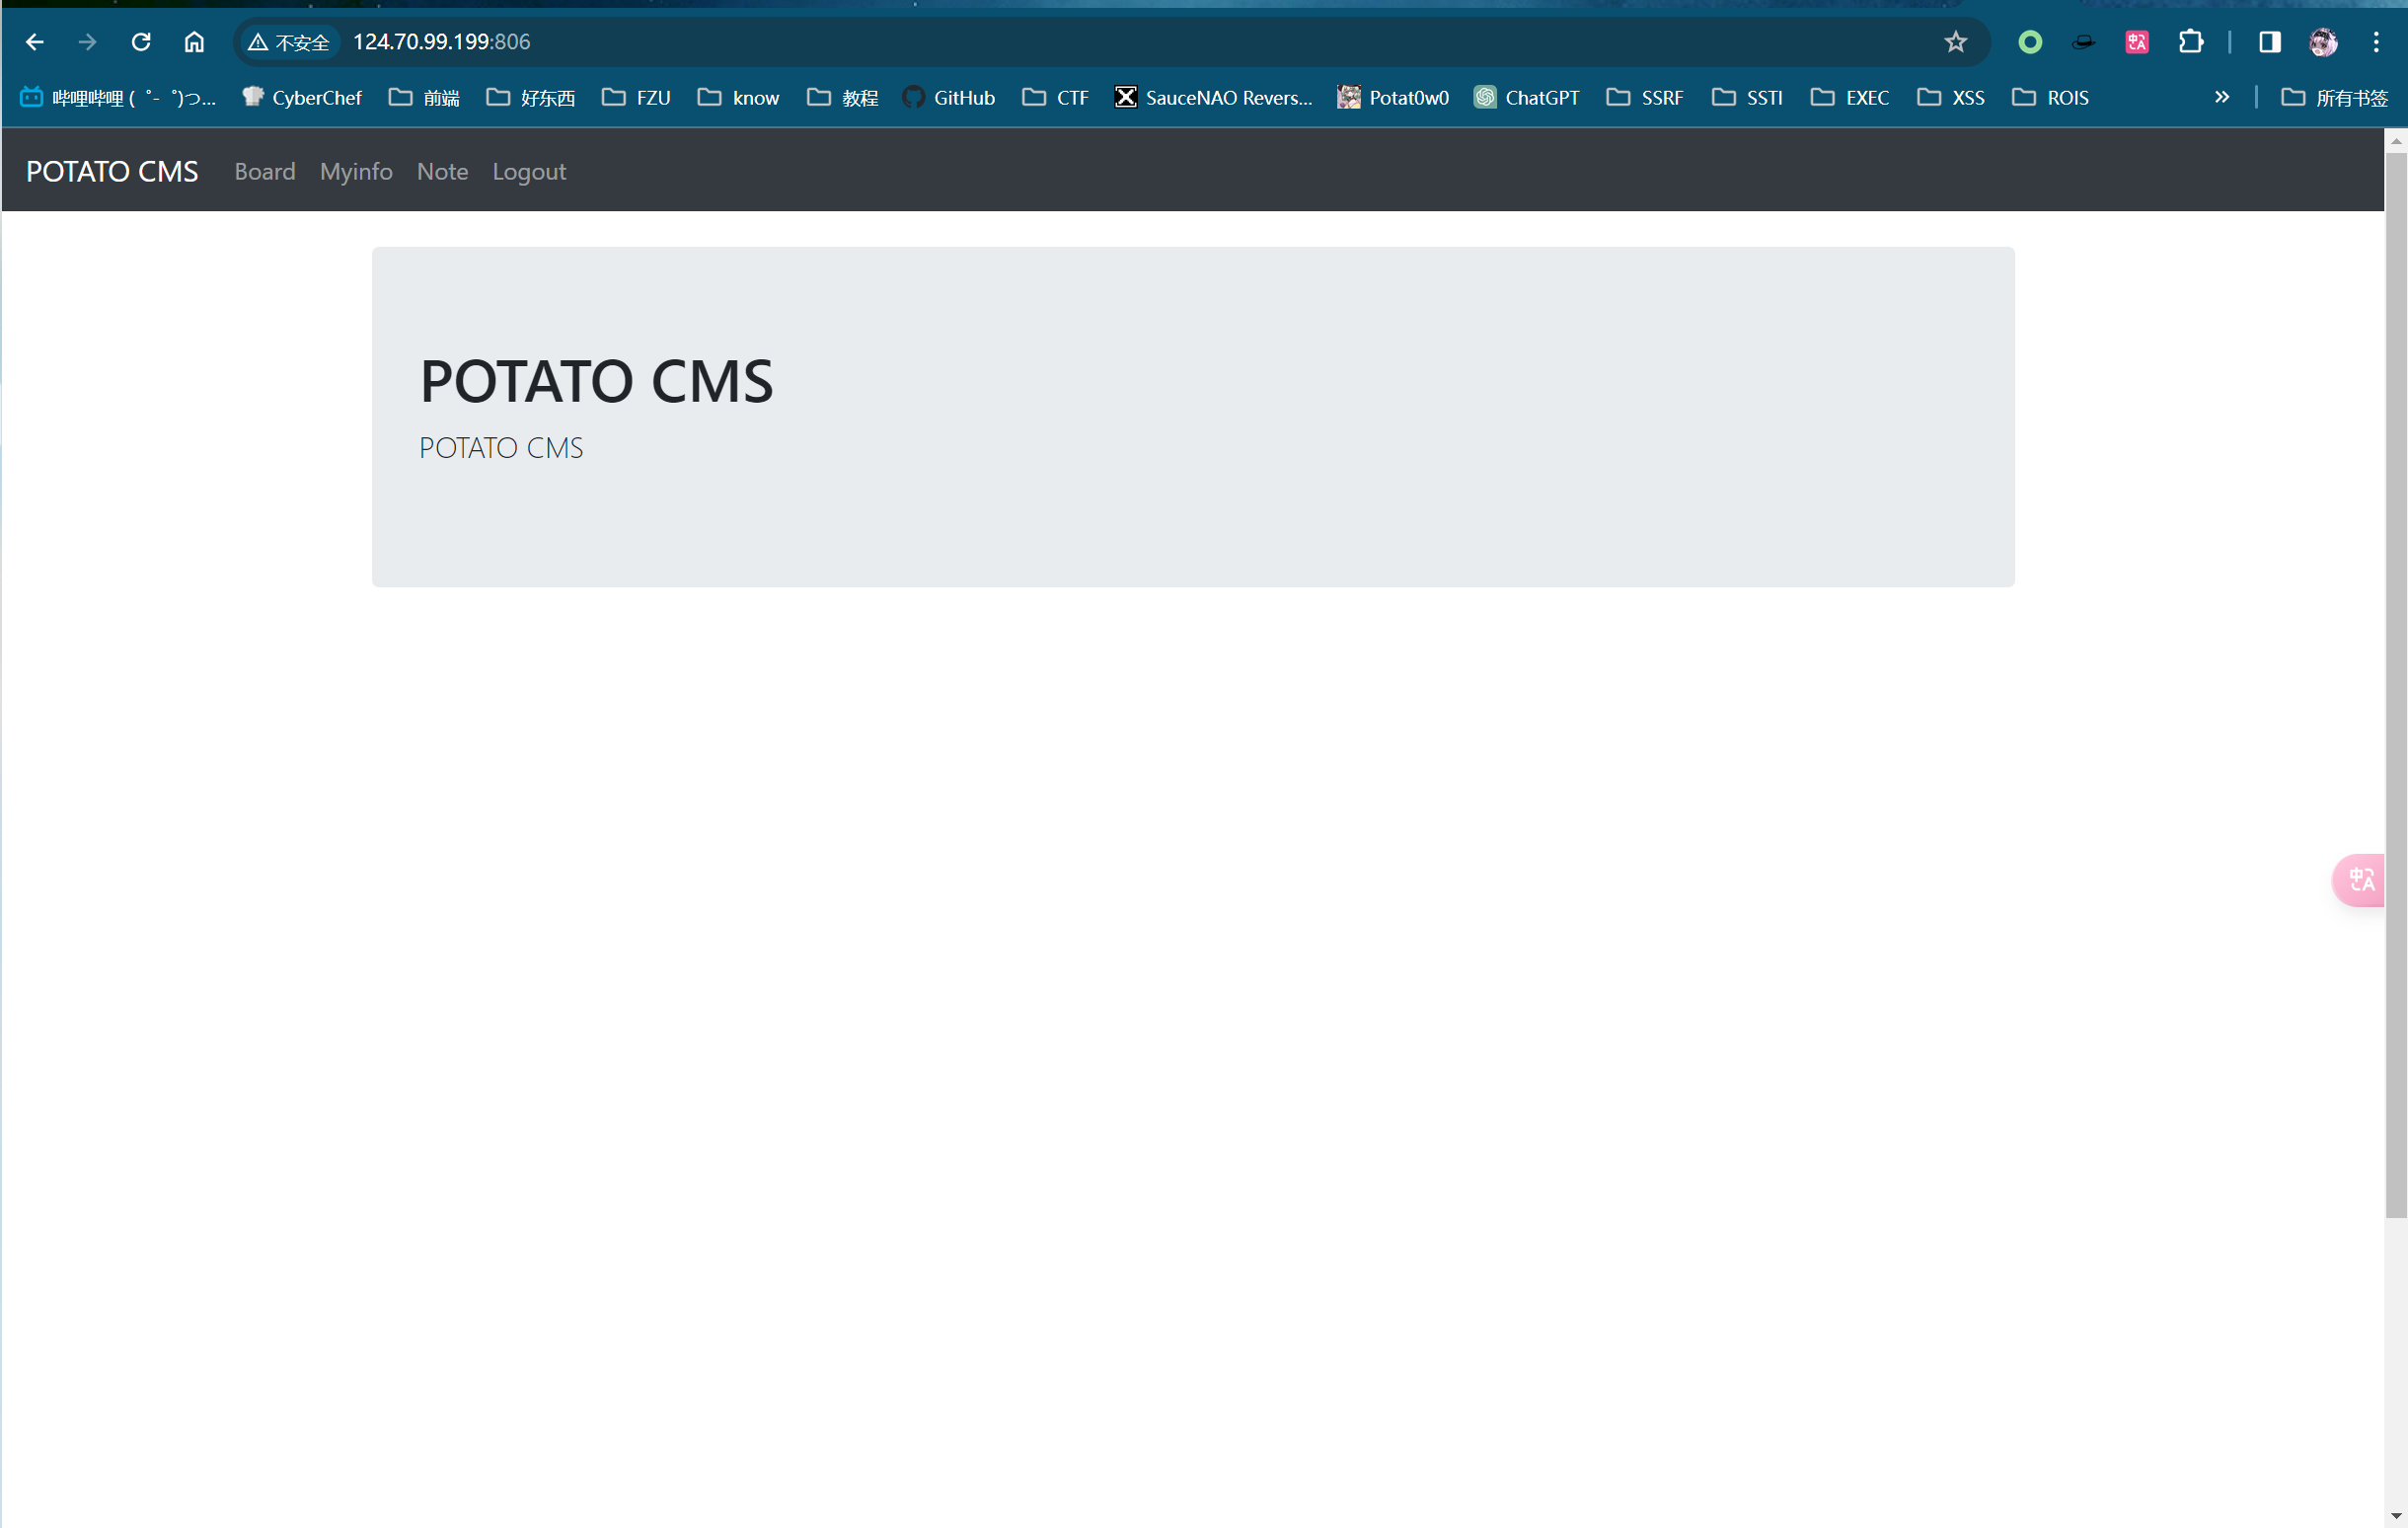 不安全 124.70.99.199:806
哔哩哔哩 (゜-゜)つ... CyberChef 前端 好东西 FZU know 教程 GitHub CTF SauceNAO Revers... Potat0w0 ChatGPT SSRF SSTI EXEC XSS ROIS » 所有书签
POTATO CMS Board Myinfo Note Logout
POTATO CMS
POTATO CMS